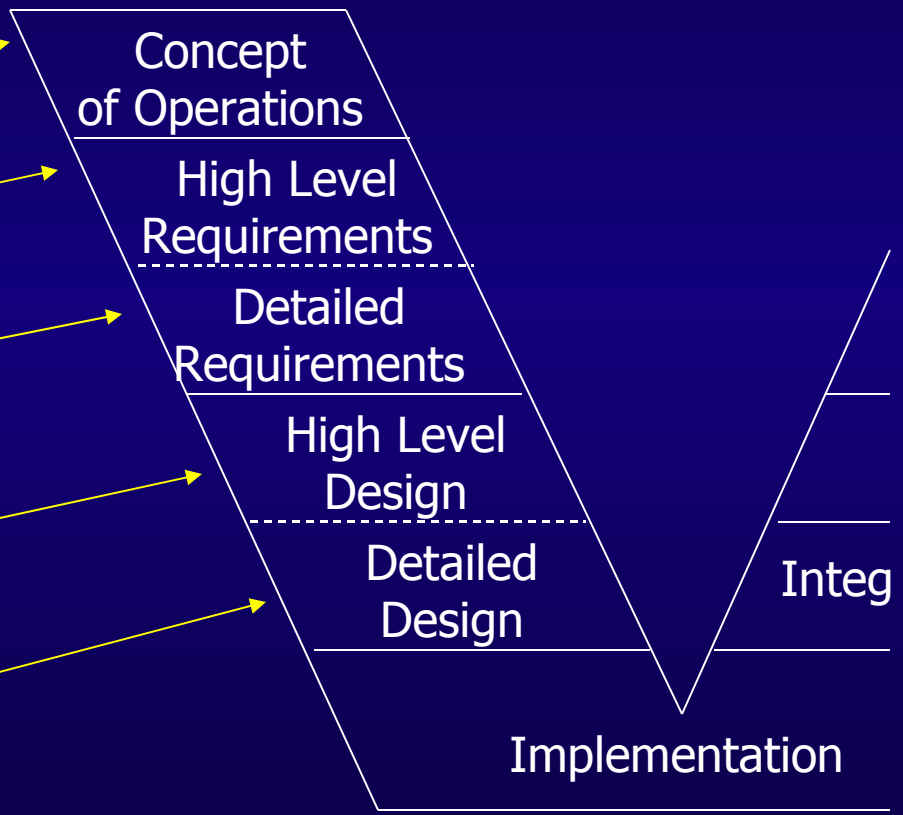 Concept
of Operations
High Level
Requirements
Detailed
Requirements
High Level
Design
Detailed
Design
Integ
Implementation